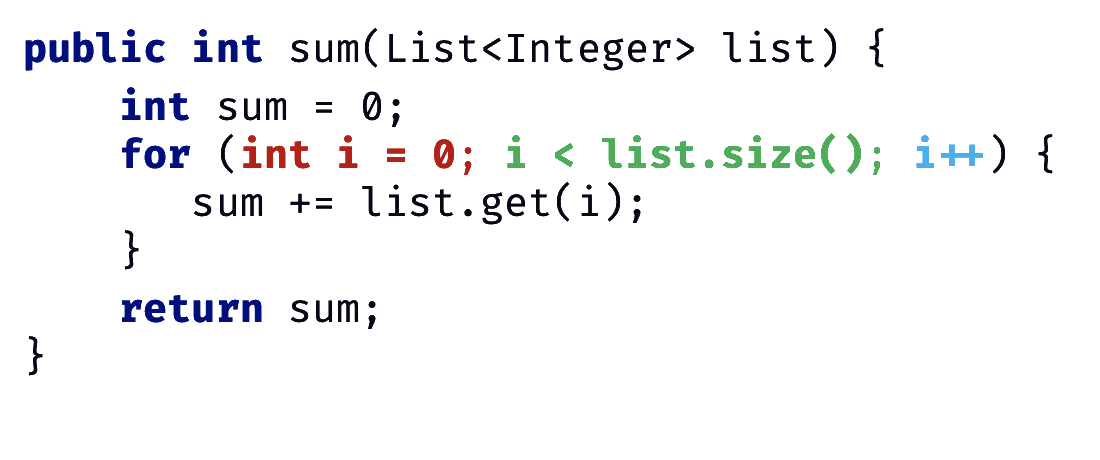 public int sum(List<Integer> list) {
    int sum = 0;
    for (int i = 0; i < list.size(); i++) {
       sum += list.get(i);
    }
    return sum;
}